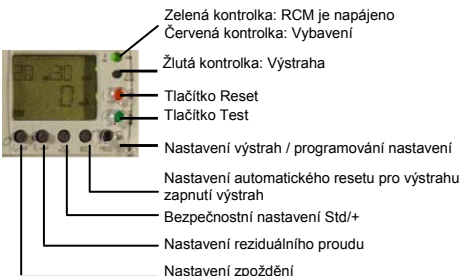 Zelená kontrolka: RCM je napájeno
Červená kontrolka: Vybavení
Žlutá kontrolka: Výstraha
Tlačítko Reset
Tlačítko Test
Nastavení výstrah / programování nastavení
Nastavení automatického resetu pro výstrahu
zapnutí výstrah
Bezpečnostní nastavení Std/+
Nastavení reziduálního proudu
Nastavení zpoždění